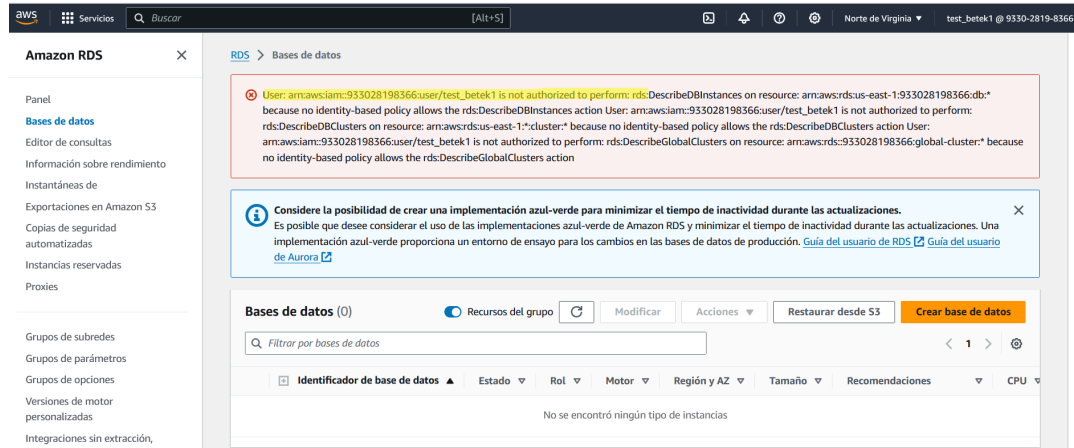 aws
Servicios
Buscar
[Alt+S]
Norte de Virginia ▼
test_betek1 @ 9330-2819-8366
Amazon RDS
Panel
Bases de datos
Editor de consultas
Información sobre rendimiento
Instantáneas de
Exportaciones en Amazon S3
Copias de seguridad
automatizadas
Instancias reservadas
Proxies
Grupos de subredes
Grupos de parámetros
Grupos de opciones
Versiones de motor
personalizadas
Integraciones sin extracción,
RDS > Bases de datos
User: arn:aws:iam::933028198366:user/test_betek1 is not authorized to perform: rds:DescribeDBInstances on resource: arn:aws:rds:us-east-1:933028198366:db:*
because no identity-based policy allows the rds:DescribeDBInstances action User: arn:aws:iam::933028198366:user/test_betek1 is not authorized to perform:
rds:DescribeDBClusters on resource: arn:aws:rds:us-east-1:*:cluster:* because no identity-based policy allows the rds:DescribeDBClusters action User:
arn:aws:iam::933028198366:user/test_betek1 is not authorized to perform: rds:DescribeGlobalClusters on resource: arn:aws:rds::933028198366:global-cluster:* because
no identity-based policy allows the rds:DescribeGlobalClusters action
Considere la posibilidad de crear una implementación azul-verde para minimizar el tiempo de inactividad durante las actualizaciones.
Es posible que desee considerar el uso de las implementaciones azul-verde de Amazon RDS y minimizar el tiempo de inactividad durante las actualizaciones. Una
implementación azul-verde proporciona un entorno de ensayo para los cambios en las bases de datos de producción. Guía del usuario de RDS Guía del usuario
de Aurora
Bases de datos (0)
Recursos del grupo
Modificar
Acciones ▼
Restaurar desde S3
Crear base de datos
Filtrar por bases de datos
< 1 >
Identificador de base de datos ▲ Estado Rol Motor Región y AZ Tamaño Recomendaciones CPU
No se encontró ningún tipo de instancias